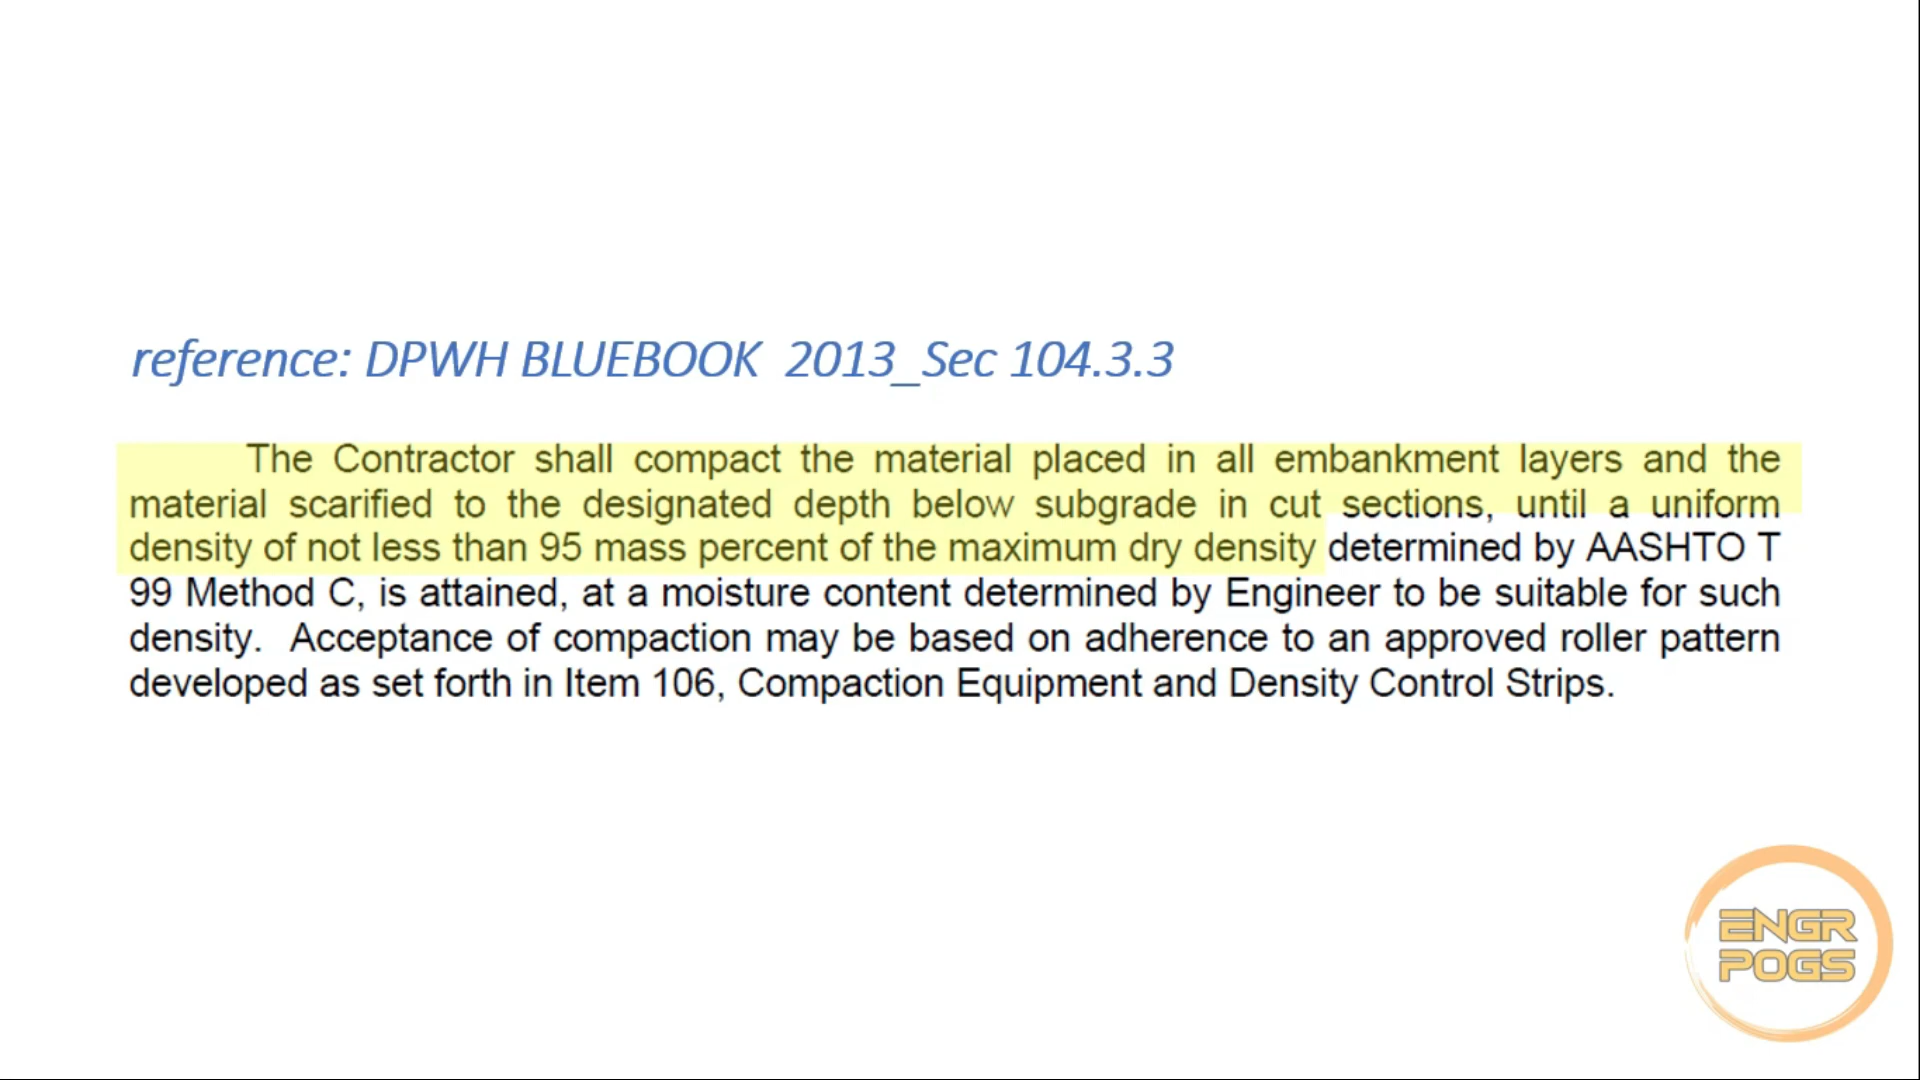 reference: DPWH BLUEBOOK 2013_Sec 104.3.3
The Contractor shall compact the material placed in all embankment layers and the
material scarified to the designated depth below subgrade in cut sections, until a uniform
density of not less than 95 mass percent of the maximum dry density determined by AASHTO T
99 Method C, is attained, at a moisture content determined by Engineer to be suitable for such
density. Acceptance of compaction may be based on adherence to an approved roller pattern
developed as set forth in Item 106, Compaction Equipment and Density Control Strips.
ENGR
POGS